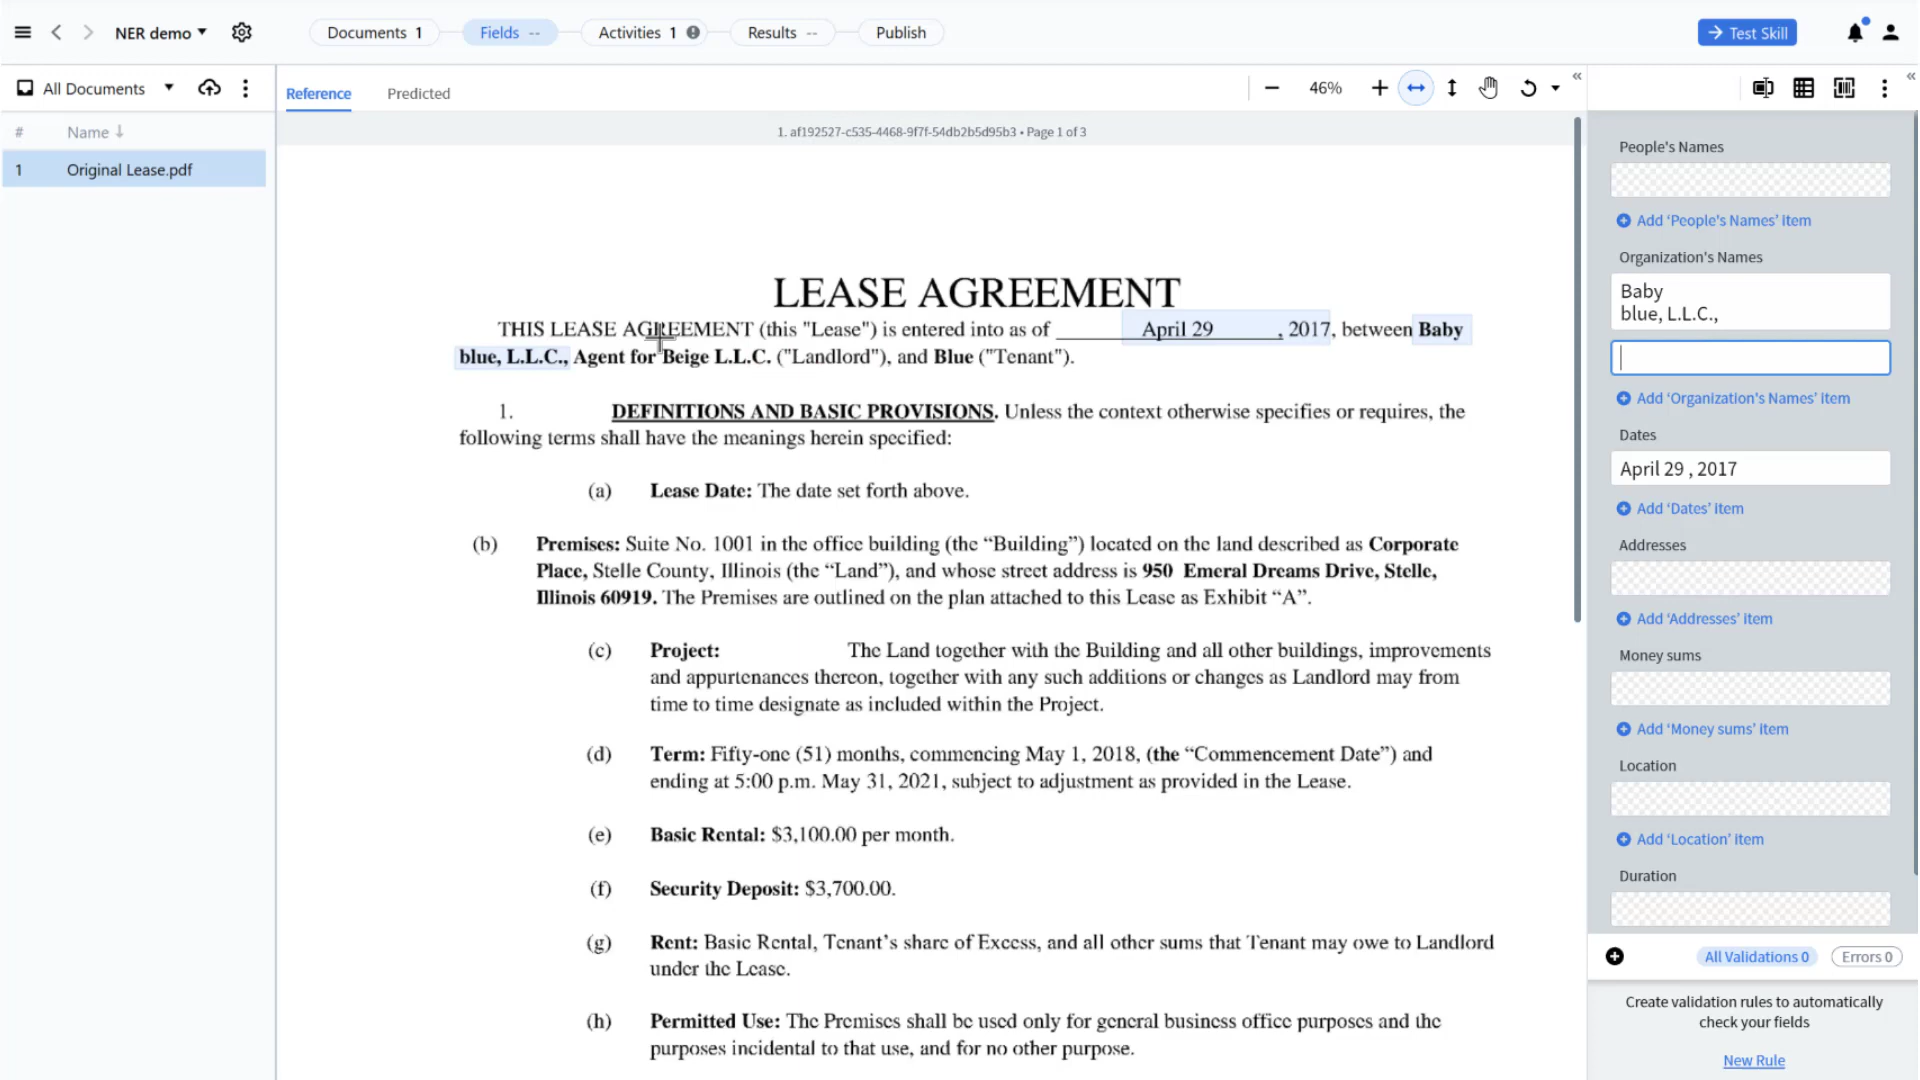 NER demo
Documents 1
Fields --
Activities 1
Results --
Publish
Test Skill
All Documents
Reference
Predicted
46%
# Name
1 Original Lease.pdf
1. af192527-c535-4468-9f7f-54db2b5d95b3 • Page 1 of 3
LEASE AGREEMENT
THIS LEASE AGREEMENT (this "Lease") is entered into as of April 29 , 2017, between Baby
blue, L.L.C., Agent for Beige L.L.C. ("Landlord"), and Blue ("Tenant").
1. DEFINITIONS AND BASIC PROVISIONS. Unless the context otherwise specifies or requires, the
following terms shall have the meanings herein specified:
(a) Lease Date: The date set forth above.
(b) Premises: Suite No. 1001 in the office building (the “Building”) located on the land described as Corporate
Place, Stelle County, Illinois (the “Land”), and whose street address is 950 Emeral Dreams Drive, Stelle,
Illinois 60919. The Premises are outlined on the plan attached to this Lease as Exhibit “A”.
(c) Project: The Land together with the Building and all other buildings, improvements
and appurtenances thereon, together with any such additions or changes as Landlord may from
time to time designate as included within the Project.
(d) Term: Fifty-one (51) months, commencing May 1, 2018, (the “Commencement Date”) and
ending at 5:00 p.m. May 31, 2021, subject to adjustment as provided in the Lease.
(e) Basic Rental: $3,100.00 per month.
(f) Security Deposit: $3,700.00.
(g) Rent: Basic Rental, Tenant’s share of Excess, and all other sums that Tenant may owe to Landlord
under the Lease.
(h) Permitted Use: The Premises shall be used only for general business office purposes and the
purposes incidental to that use, and for no other purpose.
People's Names
Add ‘People's Names’ item
Organization's Names
Baby
blue, L.L.C.,
Add ‘Organization's Names’ item
Dates
April 29 , 2017
Add ‘Dates’ item
Addresses
Add ‘Addresses’ item
Money sums
Add ‘Money sums’ item
Location
Add ‘Location’ item
Duration
All Validations 0
Errors 0
Create validation rules to automatically
check your fields
New Rule